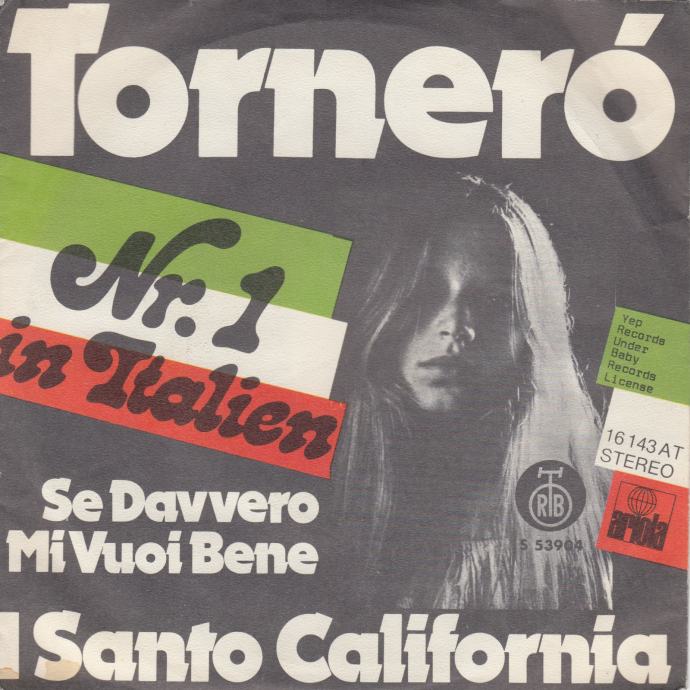 Torneró
Nr. 1
in Italien
Yep
Records
Under
Baby
Records
License
16 143 AT
STEREO
ariola
Se Davvero
Mi Vuoi Bene
RTB
S 53904
I Santo California